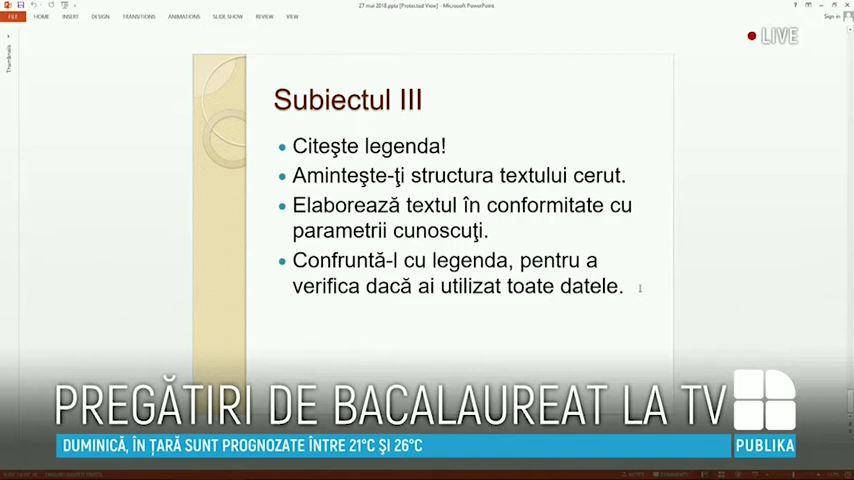 27 mai 2018.pptx [Protected View] - Microsoft PowerPoint
Sign in
FILE HOME INSERT DESIGN TRANSITIONS ANIMATIONS SLIDE SHOW REVIEW VIEW
LIVE
Thumbnails
Subiectul III
• Citeşte legenda!
• Aminteşte-ţi structura textului cerut.
• Elaborează textul în conformitate cu
parametrii cunoscuţi.
• Confruntă-l cu legenda, pentru a
verifica dacă ai utilizat toate datele.
PREGĂTIRI DE BACALAUREAT LA TV
DUMINICĂ, ÎN ŢARĂ SUNT PROGNOZATE ÎNTRE 21°C ŞI 26°C
PUBLIKA